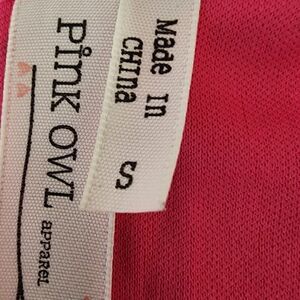 Pink OWL
apparel
Made In
CHIna
S